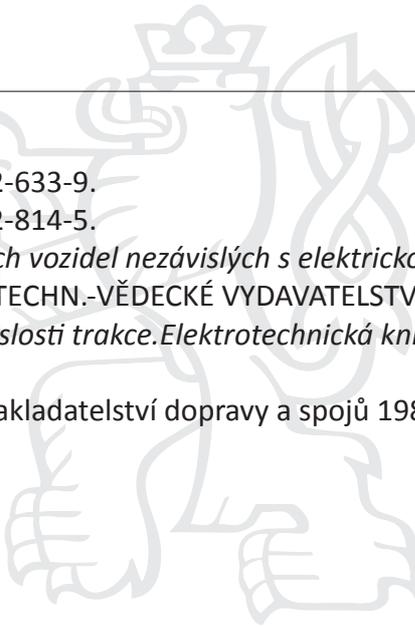 2-633-9.
2-814-5.
ch vozidel nezávislých s elektricko
TECHN.-VĚDECKÉ VYDAVATELSTV
slosti trakce.Elektrotechnická kni
akladatelství dopravy a spojů 198